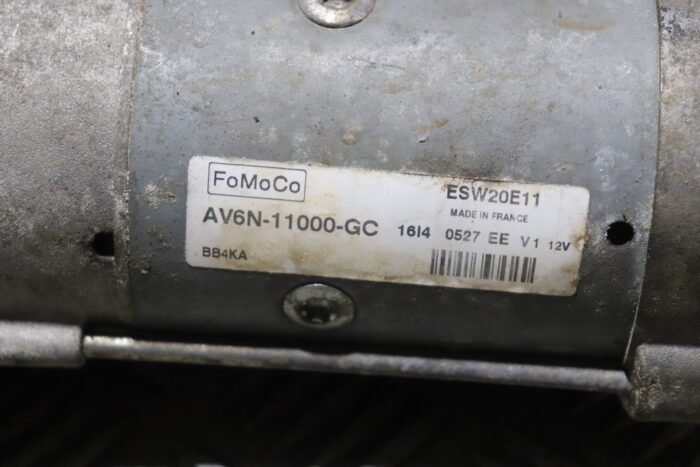 FoMoCo
ESW20E11
MADE IN FRANCE
AV6N-11000-GC 16I4 0527 EE V1 12V
BB4KA